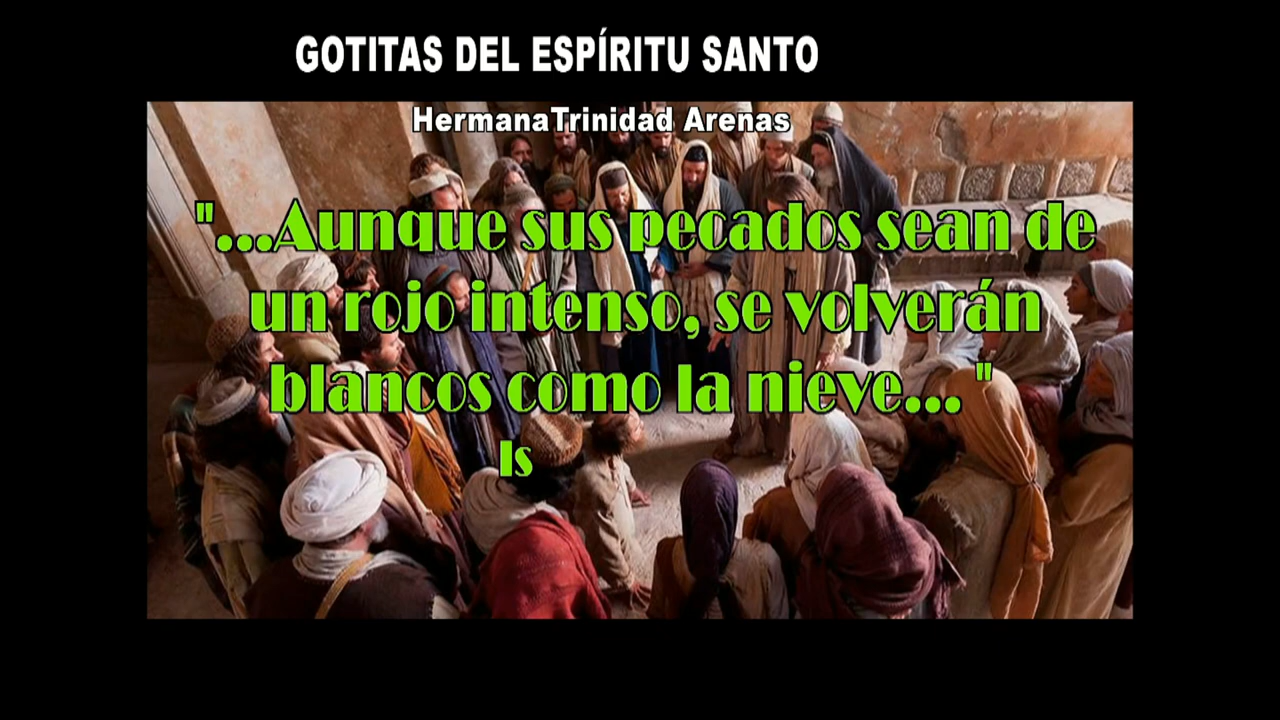 GOTITAS DEL ESPÍRITU SANTO
HermanaTrinidad Arenas
"...Aunque sus pecados sean de
un rojo intenso, se volverán
blancos como la nieve... "
Is